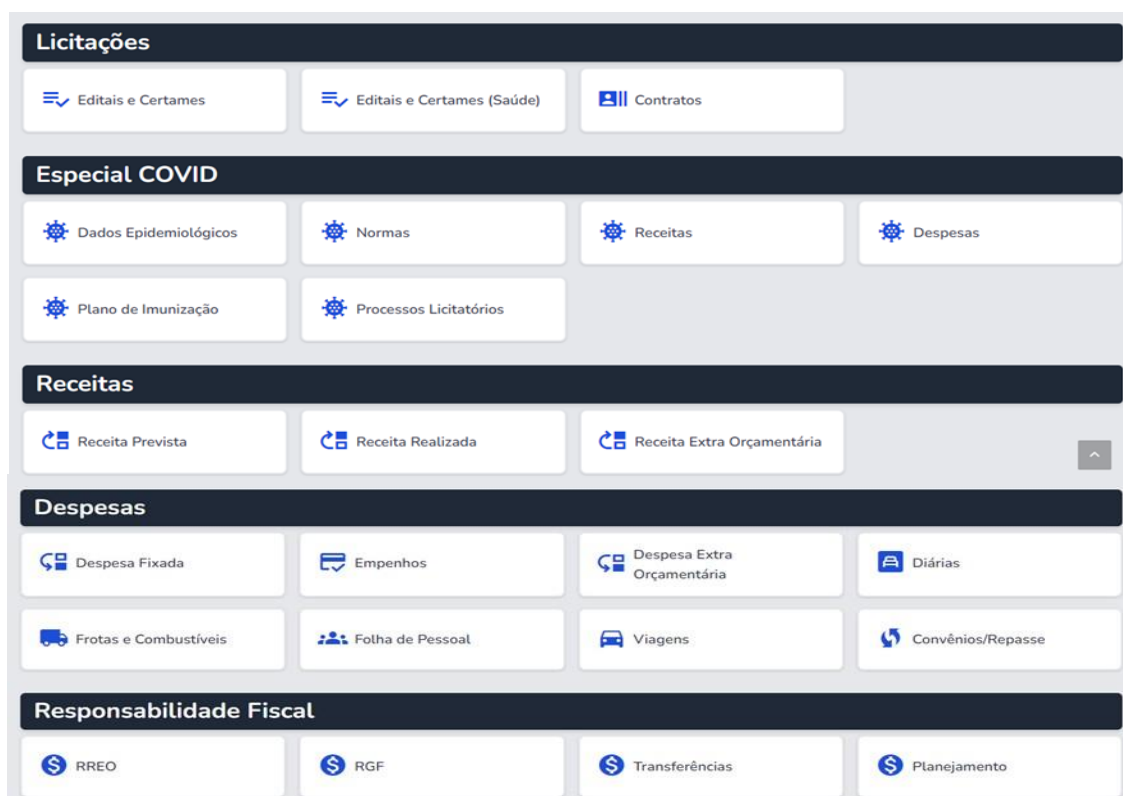 Licitações
Editais e Certames
Editais e Certames (Saúde)
Contratos
Especial COVID
Dados Epidemiológicos
Normas
Receitas
Despesas
Plano de Imunização
Processos Licitatórios
Receitas
Receita Prevista
Receita Realizada
Receita Extra Orçamentária
Despesas
Despesa Fixada
Empenhos
Despesa Extra
Orçamentária
Diárias
Frotas e Combustíveis
Folha de Pessoal
Viagens
Convênios/Repasse
Responsabilidade Fiscal
RREO
RGF
Transferências
Planejamento